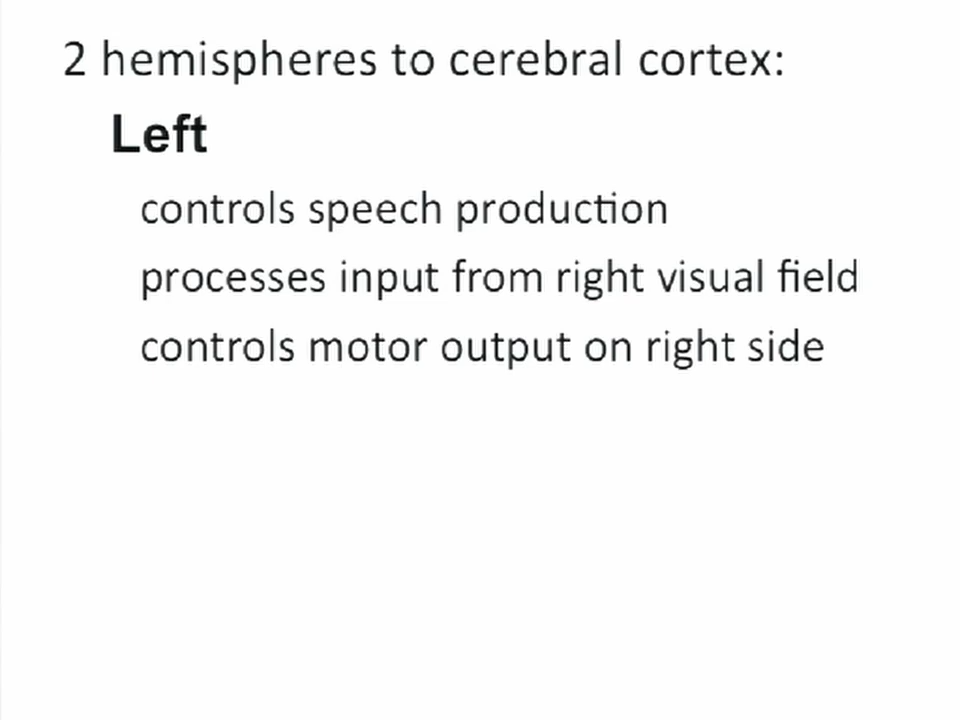 2 hemispheres to cerebral cortex:
Left
controls speech production
processes input from right visual field
controls motor output on right side